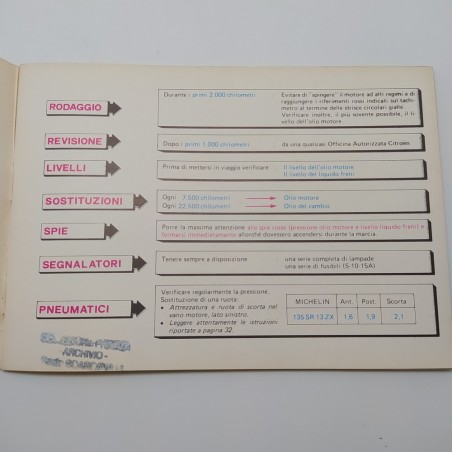 RODAGGIO
Durante i primi 2.000 chilometri
Evitare di "spingere" il motore ad alti regimi e di
raggiungere i riferimenti rossi indicati sul tachi-
metro al termine delle strisce circolari gialle.
Verificare inoltre, il più sovente possibile, il li-
vello dell'olio motore.
REVISIONE
Dopo i primi 1.000 chilometri
da una qualsiasi Officina Autorizzata Citroen
LIVELLI
Prima di mettersi in viaggio verificare
Il livello dell'olio motore
Il livello del liquido freni
SOSTITUZIONI
Ogni 7.500 chilometri
Olio motore
Ogni 22.500 chilometri
Olio del cambio
SPIE
Porre la massima attenzione alle spie rosse (pressione olio motore e livello liquido freni) e
fermarsi immediatamente allorché dovessero accendersi durante la marcia.
SEGNALATORI
Tenere sempre a disposizione
una serie completa di lampade
una serie di fusibili (5-10-15A)
PNEUMATICI
Verificare regolarmente la pressione.
Sostituzione di una ruota:
• Attrezzatura e ruota di scorta nel
vano motore, lato sinistro.
• Leggere attentamente le istruzioni
riportate a pagina 32.
MICHELIN Ant. Post. Scorta
135 SR 13 ZX 1,6 1,9 2,1
ARCHIVIO -